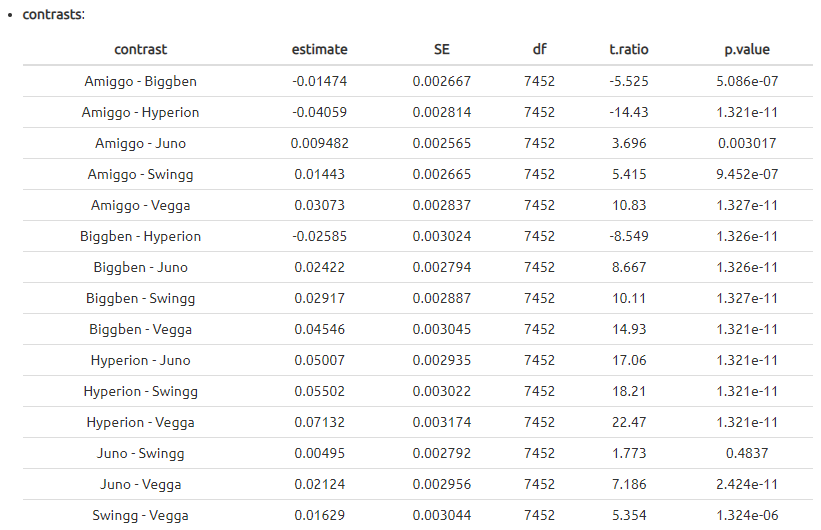 contrasts:
contrast estimate SE df t.ratio p.value
Amiggo - Biggben -0.01474 0.002667 7452 -5.525 5.086e-07
Amiggo - Hyperion -0.04059 0.002814 7452 -14.43 1.321e-11
Amiggo - Juno 0.009482 0.002565 7452 3.696 0.003017
Amiggo - Swingg 0.01443 0.002665 7452 5.415 9.452e-07
Amiggo - Vegga 0.03073 0.002837 7452 10.83 1.327e-11
Biggben - Hyperion -0.02585 0.003024 7452 -8.549 1.326e-11
Biggben - Juno 0.02422 0.002794 7452 8.667 1.326e-11
Biggben - Swingg 0.02917 0.002887 7452 10.11 1.327e-11
Biggben - Vegga 0.04546 0.003045 7452 14.93 1.321e-11
Hyperion - Juno 0.05007 0.002935 7452 17.06 1.321e-11
Hyperion - Swingg 0.05502 0.003022 7452 18.21 1.321e-11
Hyperion - Vegga 0.07132 0.003174 7452 22.47 1.321e-11
Juno - Swingg 0.00495 0.002792 7452 1.773 0.4837
Juno - Vegga 0.02124 0.002956 7452 7.186 2.424e-11
Swingg - Vegga 0.01629 0.003044 7452 5.354 1.324e-06